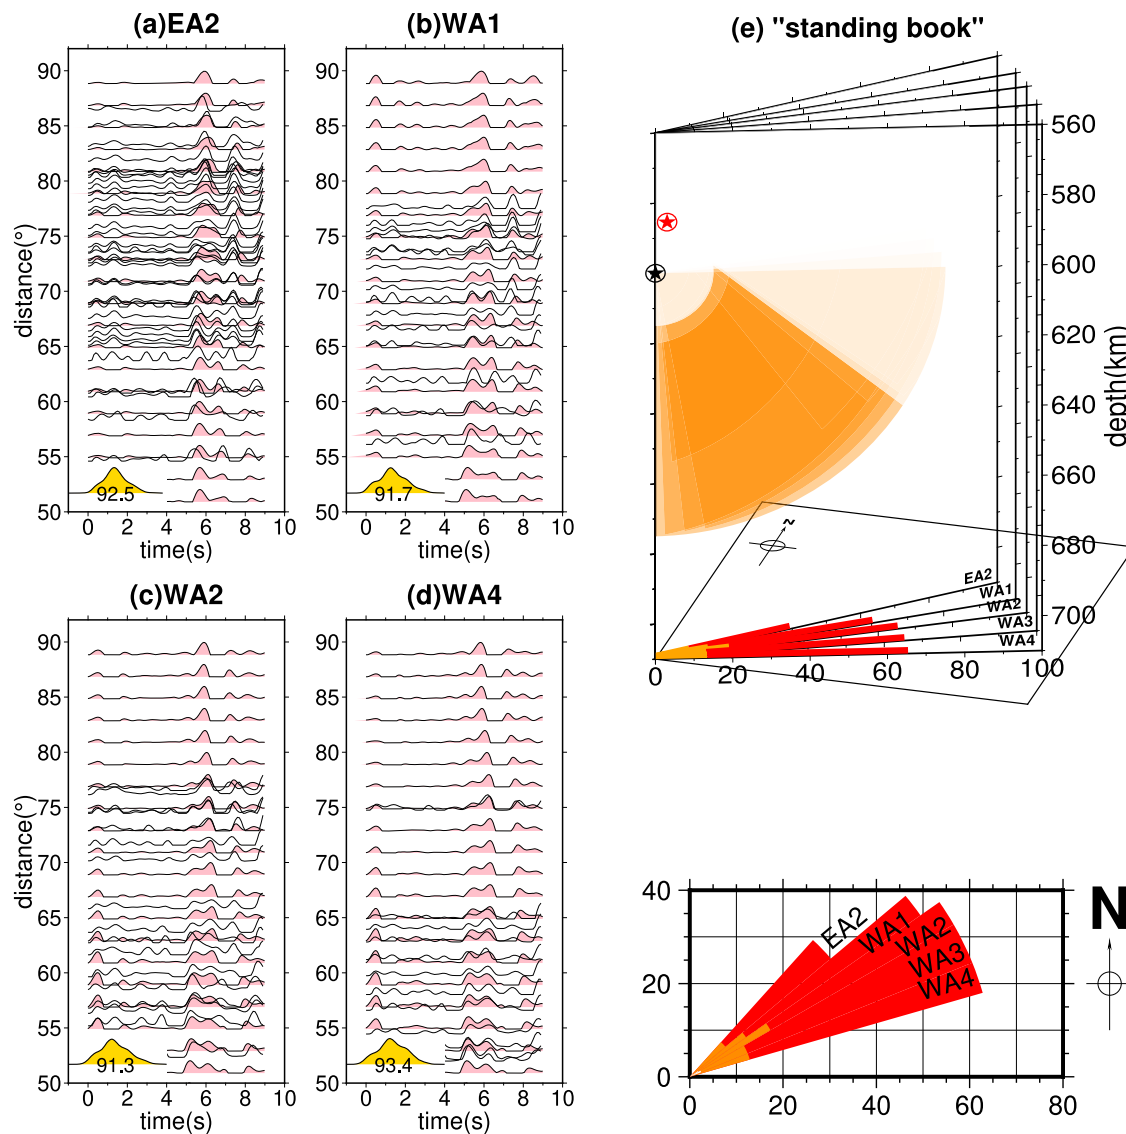 (a)EA2
90
85
80
75
70
65
60
55
50
distance(°)
92.5
0 2 4 6 8 10
time(s)
(b)WA1
90
85
80
75
70
65
60
55
50
91.7
0 2 4 6 8 10
time(s)
(c)WA2
90
85
80
75
70
65
60
55
50
distance(°)
91.3
0 2 4 6 8 10
time(s)
(d)WA4
90
85
80
75
70
65
60
55
50
93.4
0 2 4 6 8 10
time(s)
(e) "standing book"
560
580
600
620
640
660
680
700
depth(km)
N
EA2
WA1
WA2
WA3
WA4
0 20 40 60 80 100
40
20
0
EA2
WA1
WA2
WA3
WA4
0 20 40 60 80
N